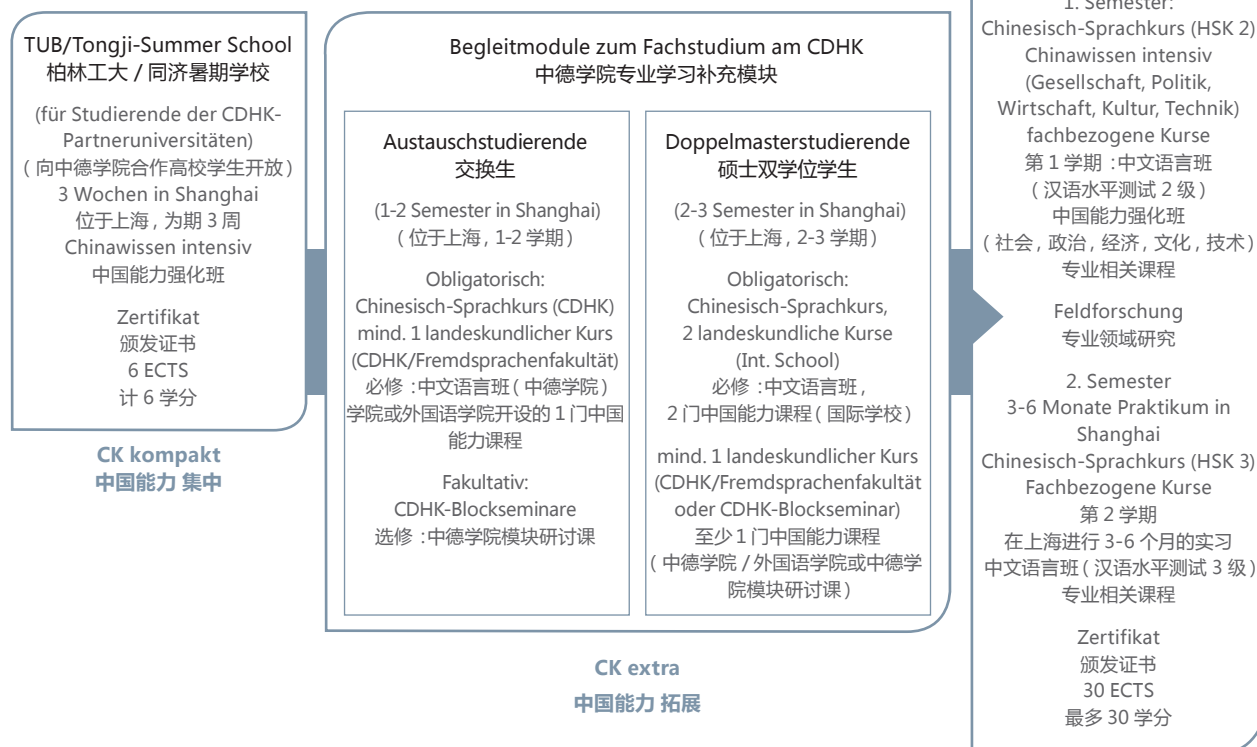 TUB/Tongji-Summer School
柏林工大 / 同济暑期学校
(für Studierende der CDHK-
Partneruniversitäten)
( 向中德学院合作高校学生开放 )
3 Wochen in Shanghai
位于上海 , 为期 3 周
Chinawissen intensiv
中国能力强化班
Zertifikat
颁发证书
6 ECTS
计 6 学分
CK kompakt
中国能力 集中
Begleitmodule zum Fachstudium am CDHK
中德学院专业学习补充模块
Austauschstudierende
交换生
(1-2 Semester in Shanghai)
( 位于上海 , 1-2 学期 )
Obligatorisch:
Chinesisch-Sprachkurs (CDHK)
mind. 1 landeskundlicher Kurs
(CDHK/Fremdsprachenfakultät)
必修 : 中文语言班 ( 中德学院 )
学院或外国语学院开设的 1 门中国
能力课程
Fakultativ:
CDHK-Blockseminare
选修 : 中德学院模块研讨课
Doppelmasterstudierende
硕士双学位学生
(2-3 Semester in Shanghai)
( 位于上海 , 2-3 学期 )
Obligatorisch:
Chinesisch-Sprachkurs,
2 landeskundliche Kurse
(Int. School)
必修 : 中文语言班 ,
2 门中国能力课程 ( 国际学校 )
mind. 1 landeskundlicher Kurs
(CDHK/Fremdsprachenfakultät
oder CDHK-Blockseminar)
至少 1 门中国能力课程
( 中德学院 / 外国语学院或中德学
院模块研讨课 )
CK extra
中国能力 拓展
1. Semester:
Chinesisch-Sprachkurs (HSK 2)
Chinawissen intensiv
(Gesellschaft, Politik,
Wirtschaft, Kultur, Technik)
fachbezogene Kurse
第 1 学期 : 中文语言班
( 汉语水平测试 2 级 )
中国能力强化班
( 社会 , 政治 , 经济 , 文化 , 技术 )
专业相关课程
Feldforschung
专业领域研究
2. Semester
3-6 Monate Praktikum in
Shanghai
Chinesisch-Sprachkurs (HSK 3)
Fachbezogene Kurse
第 2 学期
在上海进行 3-6 个月的实习
中文语言班 ( 汉语水平测试 3 级 )
专业相关课程
Zertifikat
颁发证书
30 ECTS
最多 30 学分